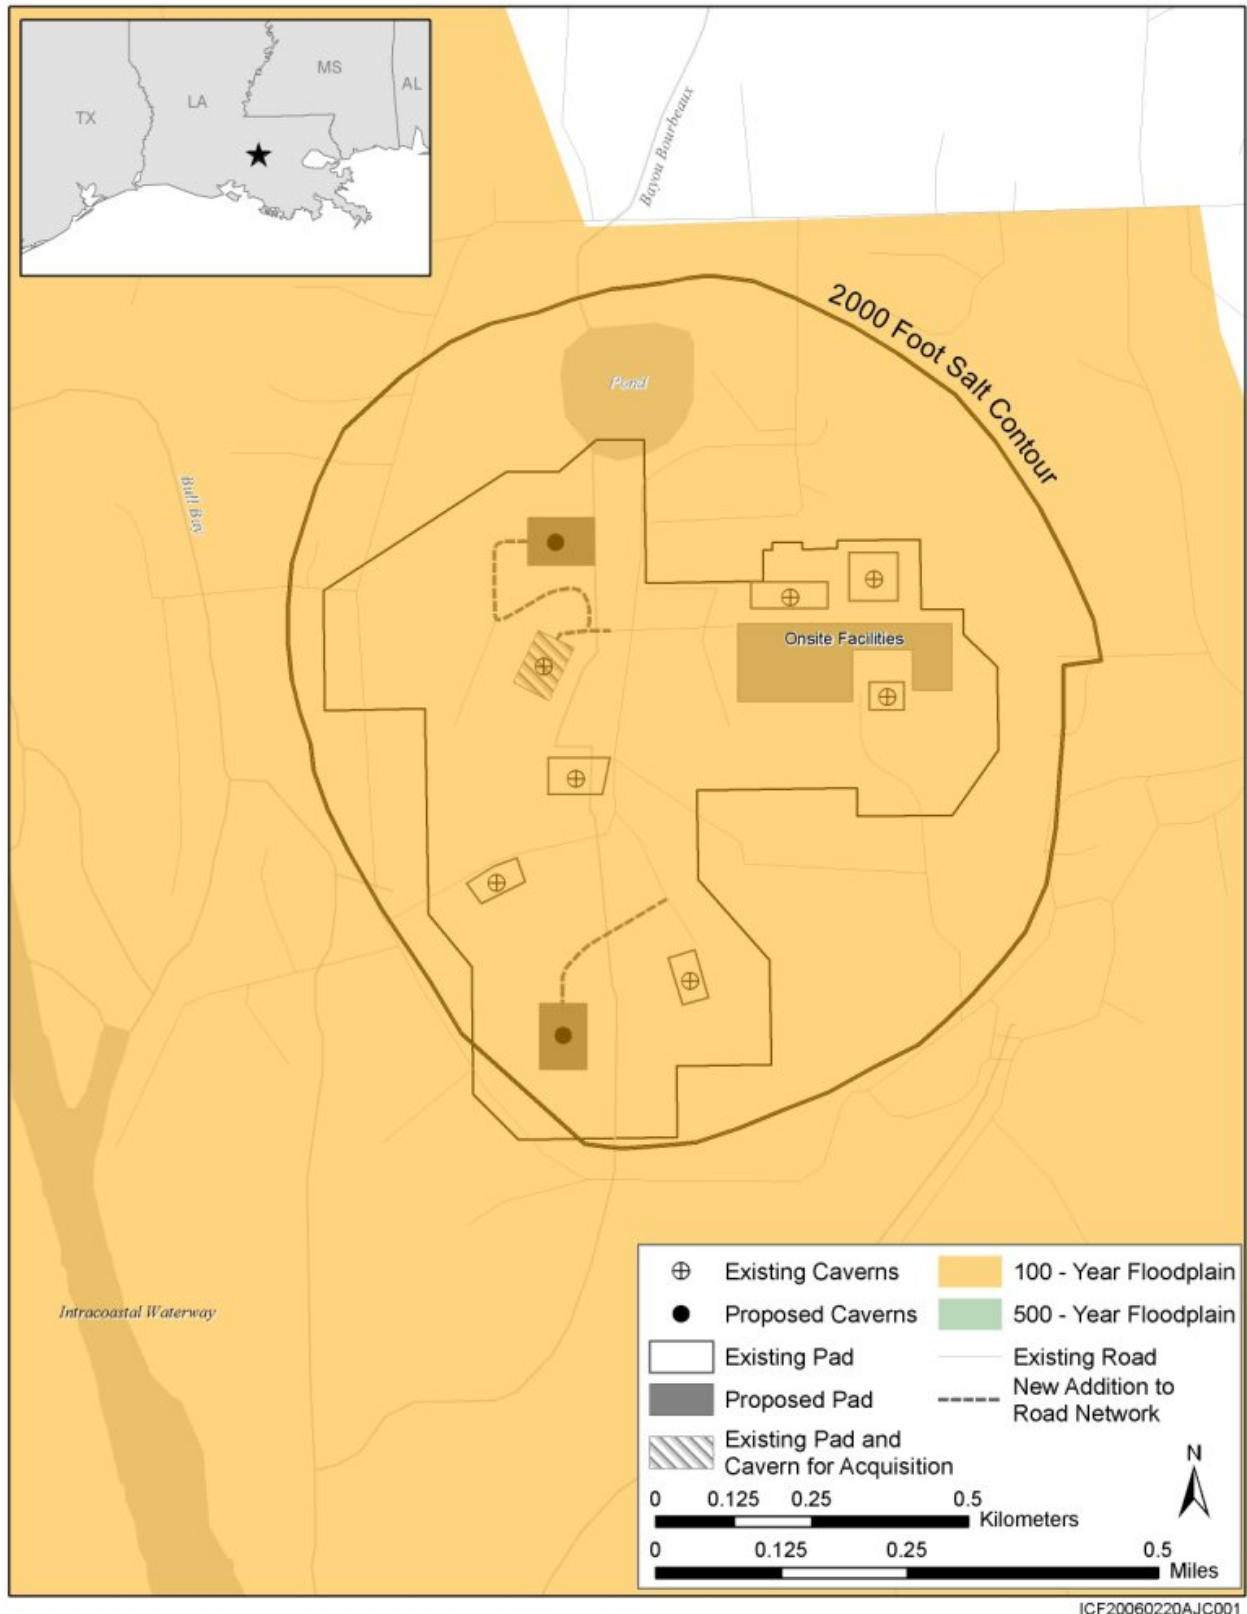 MS
LA
AL
TX
Bayou Bourbeaux
2000 Foot Salt Contour
Pond
Bull Bay
Onsite Facilities
Intracoastal Waterway
Existing Caverns
Proposed Caverns
Existing Pad
Proposed Pad
Existing Pad and
Cavern for Acquisition
100 - Year Floodplain
500 - Year Floodplain
Existing Road
New Addition to
Road Network
N
0 0.125 0.25 0.5
Kilometers
0 0.125 0.25 0.5
Miles
ICF20060220AJC001